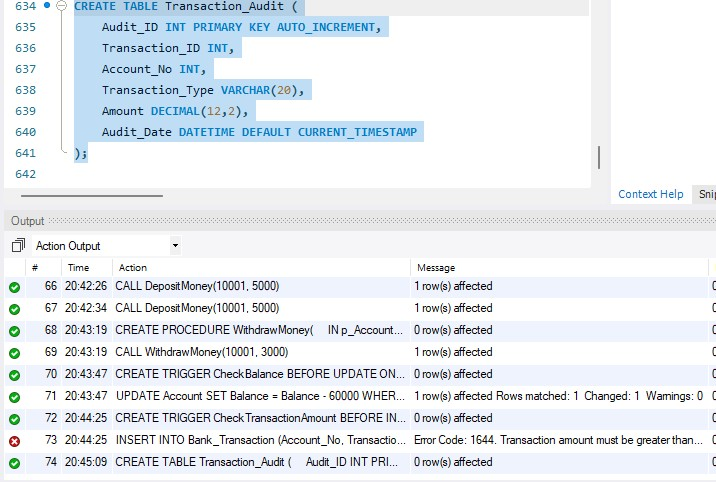 634 CREATE TABLE Transaction_Audit (
635 Audit_ID INT PRIMARY KEY AUTO_INCREMENT,
636 Transaction_ID INT,
637 Account_No INT,
638 Transaction_Type VARCHAR(20),
639 Amount DECIMAL(12,2),
640 Audit_Date DATETIME DEFAULT CURRENT_TIMESTAMP
641 );
642
Context Help Snip
Output
Action Output
# Time Action Message
66 20:42:26 CALL DepositMoney(10001, 5000) 1 row(s) affected
67 20:42:34 CALL DepositMoney(10001, 5000) 1 row(s) affected
68 20:43:19 CREATE PROCEDURE WithdrawMoney( IN p_Account... 0 row(s) affected
69 20:43:19 CALL WithdrawMoney(10001, 3000) 1 row(s) affected
70 20:43:47 CREATE TRIGGER CheckBalance BEFORE UPDATE ON... 0 row(s) affected
71 20:43:47 UPDATE Account SET Balance = Balance - 60000 WHER... 1 row(s) affected Rows matched: 1 Changed: 1 Warnings: 0
72 20:44:25 CREATE TRIGGER CheckTransactionAmount BEFORE IN... 0 row(s) affected
73 20:44:25 INSERT INTO Bank_Transaction (Account_No, Transactio... Error Code: 1644. Transaction amount must be greater than...
74 20:45:09 CREATE TABLE Transaction_Audit ( Audit_ID INT PRI... 0 row(s) affected